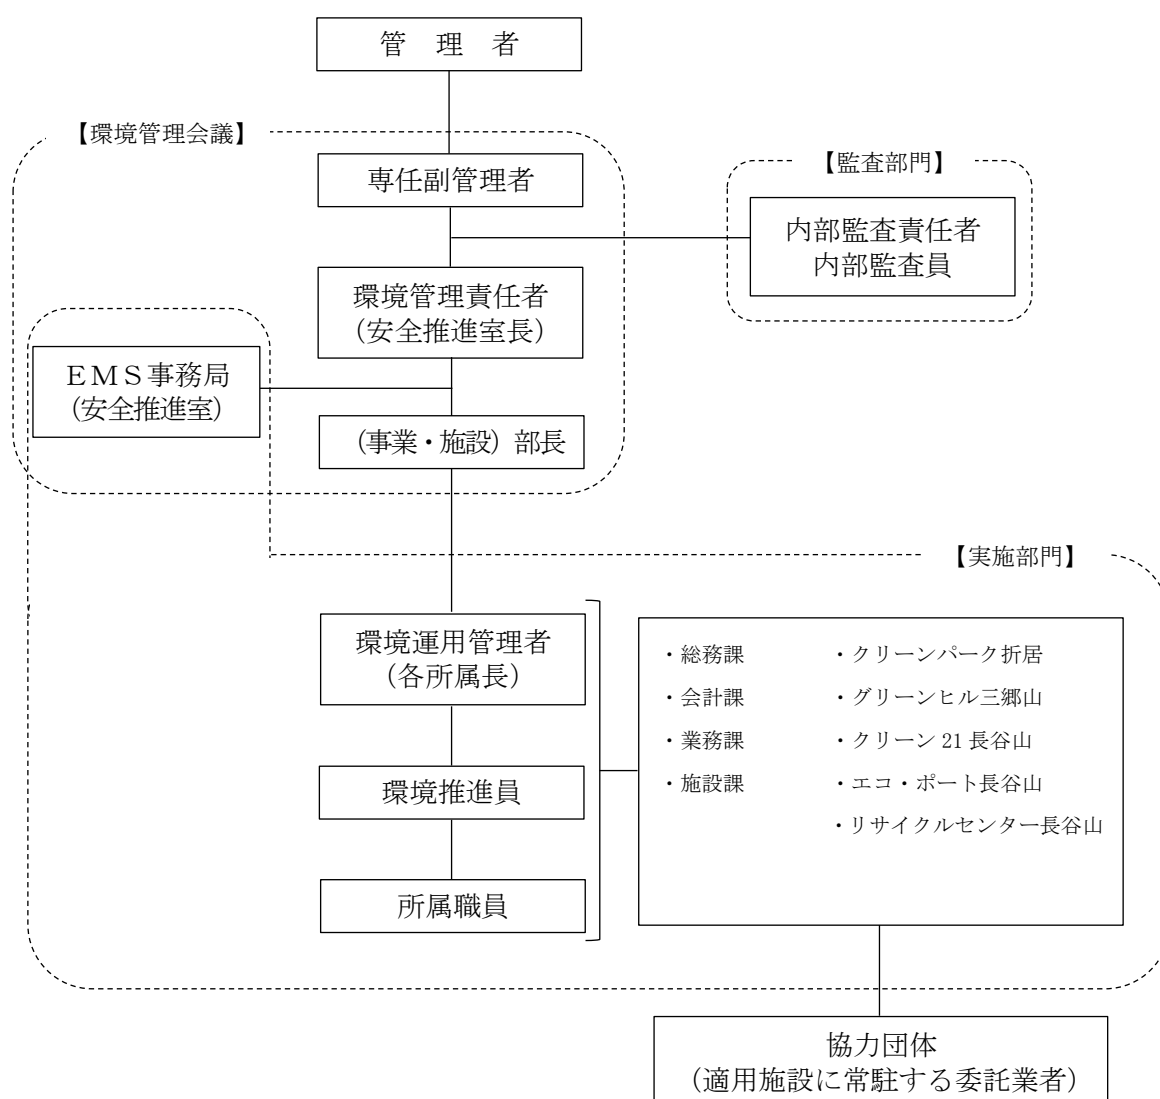 管　理　者
【環境管理会議】
専任副管理者
【監査部門】
内部監査責任者
内部監査員
環境管理責任者
(安全推進室長)
ＥＭＳ事務局
(安全推進室)
(事業・施設) 部長
【実施部門】
環境運用管理者
(各所属長)
環境推進員
所属職員
・総務課
・会計課
・業務課
・施設課
・クリーンパーク折居
・グリーンヒル三郷山
・クリーン 21 長谷山
・エコ・ポート長谷山
・リサイクルセンター長谷山
協力団体
(適用施設に常駐する委託業者)